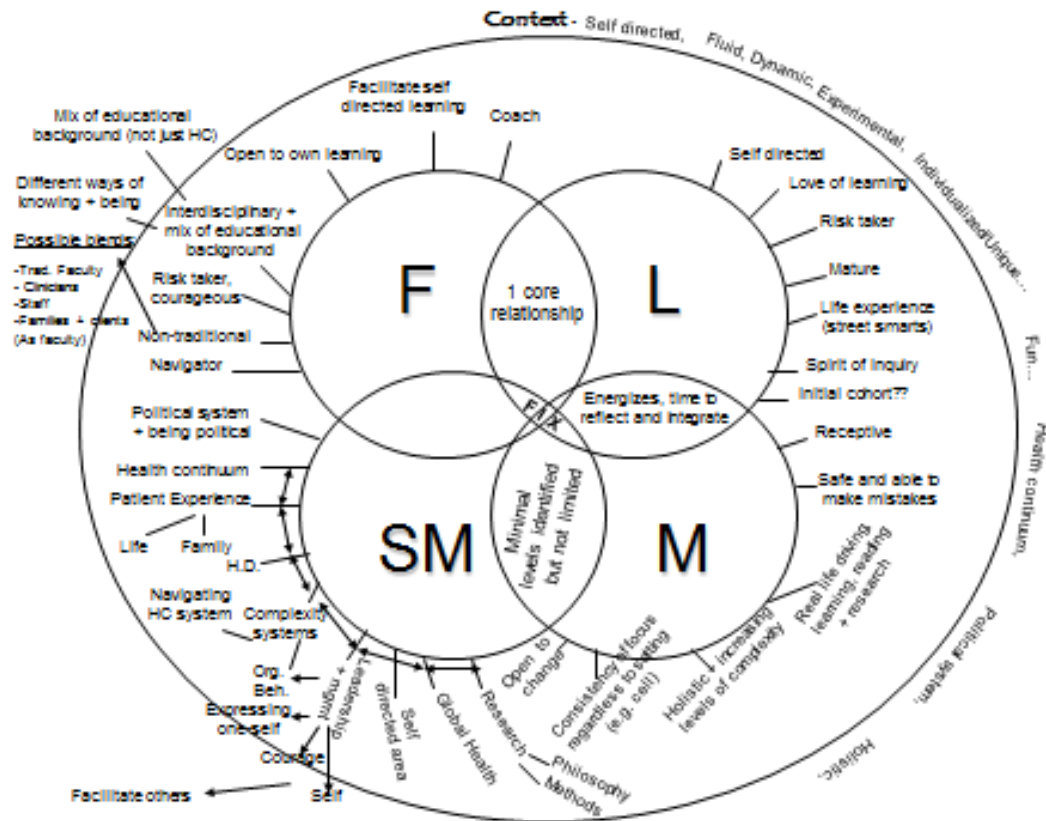 Context - Self directed, Fluid, Dynamic, Experimental, Individualized/Unique.... Fun... Health continuum, Political system, Holistic,
Facilitate self
directed learning
Coach
Mix of educational
background (not just HC)
Open to own learning
Different ways of
knowing + being
Interdisciplinary +
mix of educational
background
Possible blends:
-Trad. Faculty
- Clinicians
-Staff
-Families + clients
(As faculty)
Risk taker,
courageous
Non-traditional
Navigator
F
1 core
relationship
L
Self directed
Love of learning
Risk taker
Mature
Life experience
(street smarts)
Spirit of inquiry
Initial cohort??
Receptive
Safe and able to
make mistakes
Energizes, time to
reflect and integrate
Political system
+ being political
Health continuum
Patient Experience
Life
Family
H.D.
Navigating
HC system
Complexity
systems
Org.
Beh.
Expressing
one-self
Courage
Facilitate others
Self
SM
Minimal
levels identified
but not limited
M
Leadership
+ mgmt
Self
directed area
Global Health
Research
Philosophy
Methods
Open to
change
Consistency of focus
regardless to setting
(e.g. cell)
Holistic + increasing
levels of complexity
Real life driving
learning, reading
+ research